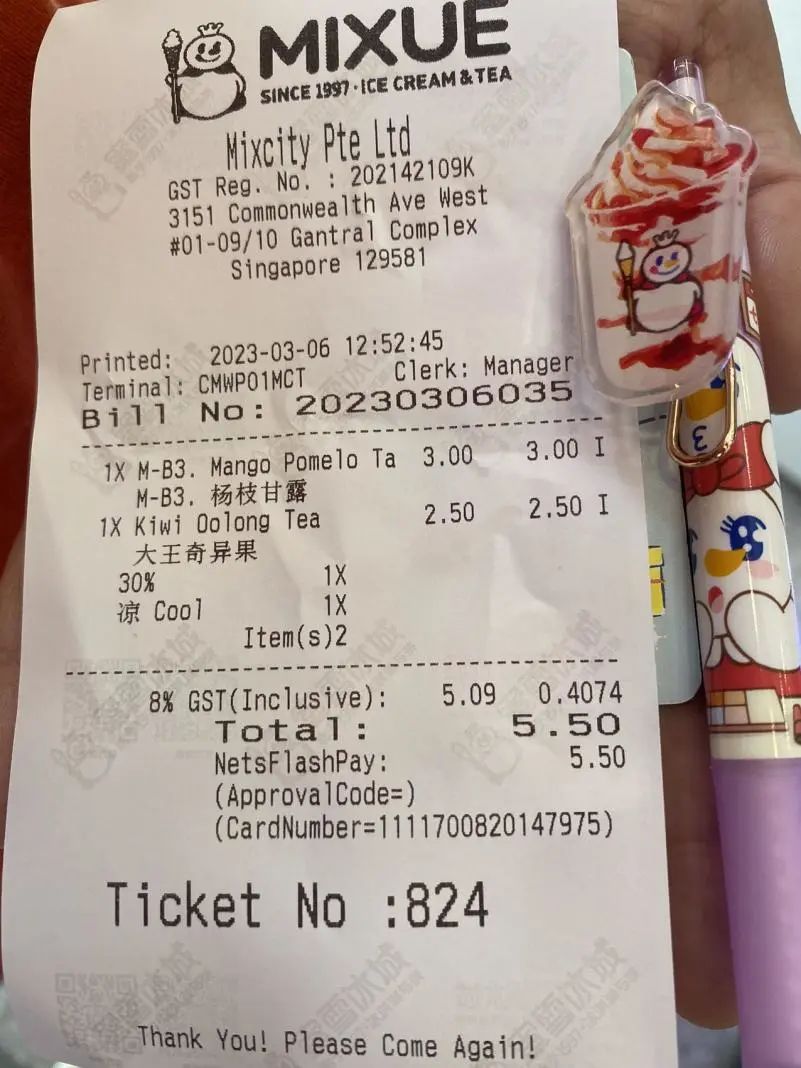 MIXUE
SINCE 1997·ICE CREAM & TEA
Mixcity Pte Ltd
GST Reg. No. : 202142109K
3151 Commonwealth Ave West
#01-09/10 Gantral Complex
Singapore 129581
Printed: 2023-03-06 12:52:45
Terminal: CMWP01MCT Clerk: Manager
Bill No: 20230306035
1X M-B3. Mango Pomelo Ta 3.00 3.00 I
M-B3. 杨枝甘露
1X Kiwi Oolong Tea 2.50 2.50 I
大王奇异果
30% 1X
凉 Cool 1X
Item(s)2
8% GST(Inclusive): 5.09 0.4074
Total: 5.50
NetsFlashPay: 5.50
(ApprovalCode=)
(CardNumber=1111700820147975)
Ticket No :824
Thank You! Please Come Again!